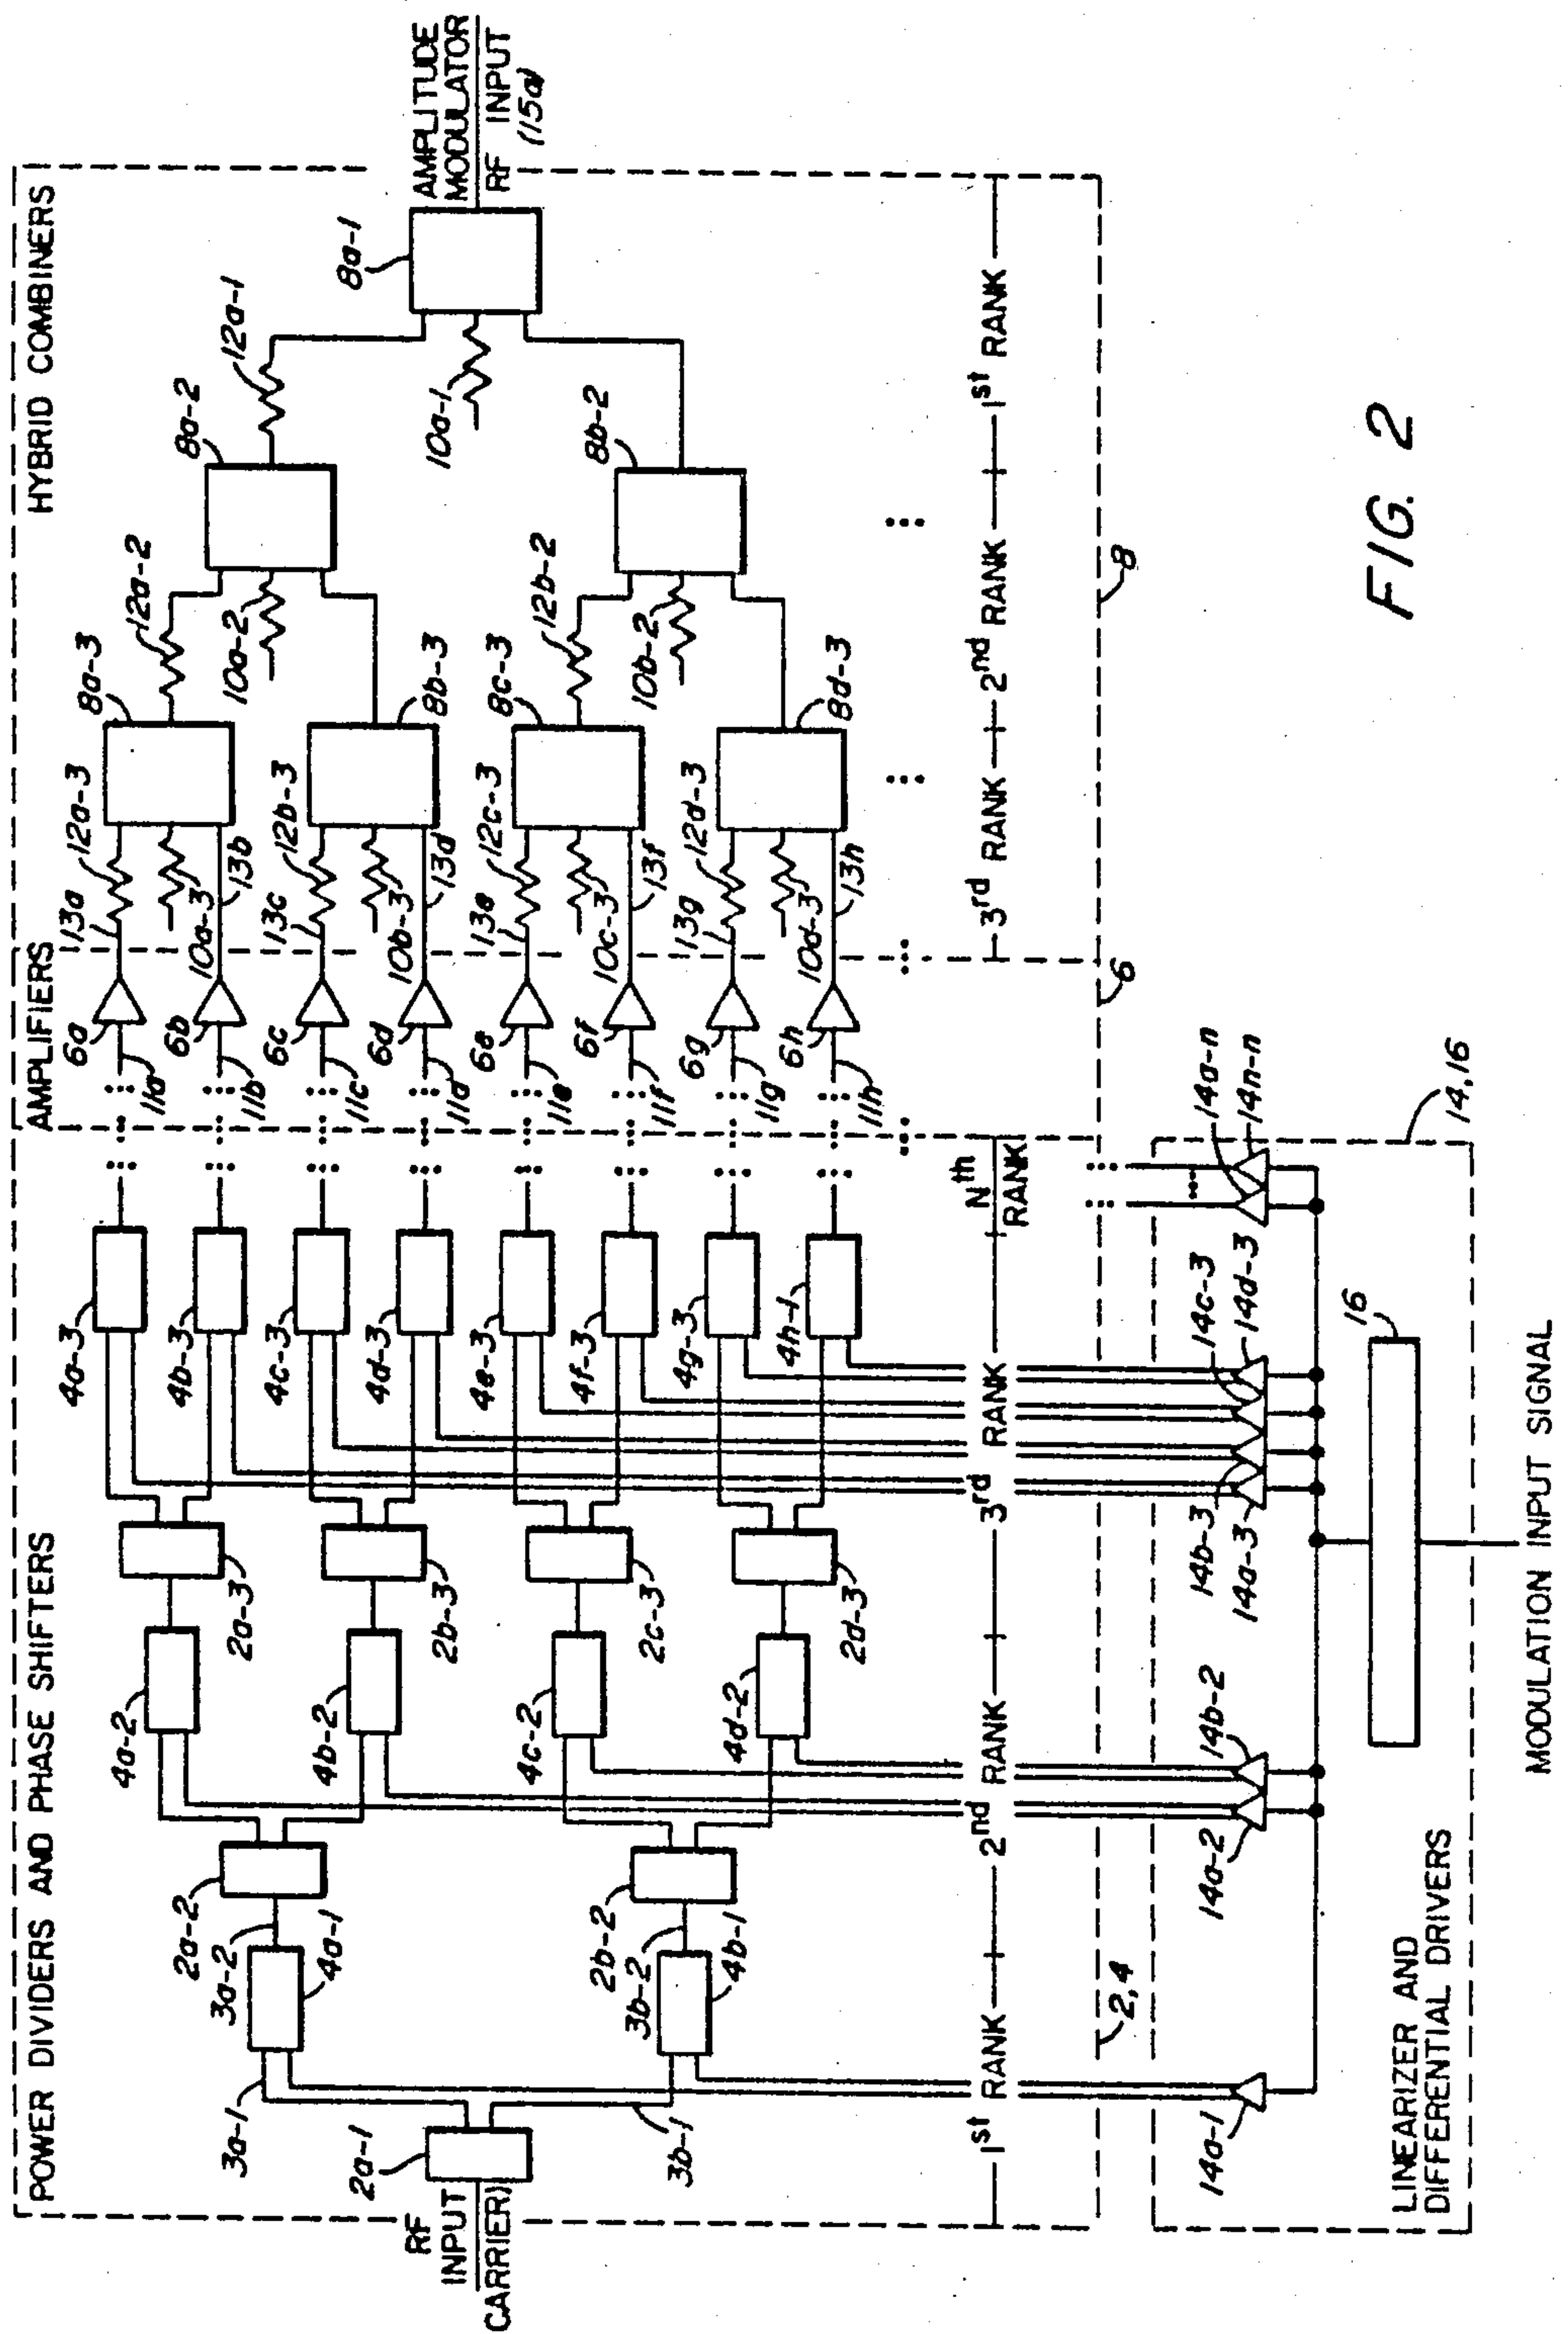 POWER DIVIDERS AND PHASE SHIFTERS
AMPLIFIERS
HYBRID COMBINERS
RF
INPUT
CARRIER)
2a-1
3a-1
3b-1
3a-2
4a-1
3b-2
4b-1
2a-2
2b-2
4a-2
4b-2
4c-2
4d-2
2a-3
2b-3
2c-3
2d-3
4a-3
4b-3
4c-3
4d-3
4e-3
4f-3
4g-3
4h-1
11a
11b
11c
11d
11e
11f
11g
11h
6a
6b
6c
6d
6e
6f
6g
6h
13a
13b
13c
13d
13e
13f
13g
13h
12a-3
12b-3
12c-3
12d-3
10a-3
10b-3
10c-3
10d-3
8a-3
8b-3
8c-3
8d-3
12a-2
12b-2
10a-2
10b-2
8a-2
8b-2
12a-1
10a-1
8a-1
AMPLITUDE
MODULATOR
RF INPUT
(15a)
1st RANK
2nd RANK
3rd RANK
Nth
RANK
3rd RANK
2nd RANK
1st RANK
2,4
6
8
14a-1
14a-2
14b-2
14a-3
14b-3
14c-3
14d-3
14a-n
14n-n
14,16
16
LINEARIZER AND
DIFFERENTIAL DRIVERS
MODULATION INPUT SIGNAL
FIG. 2